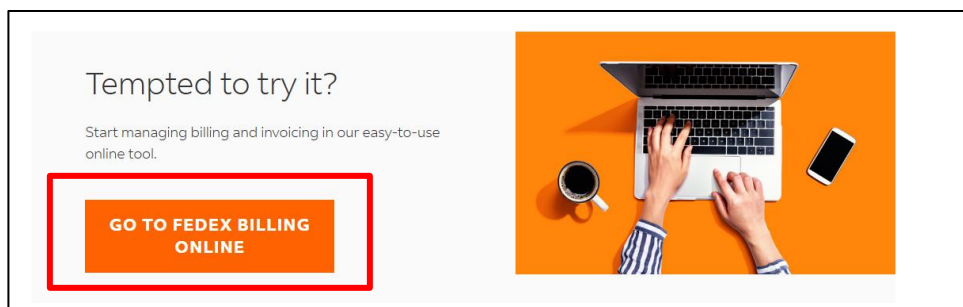 Tempted to try it?
Start managing billing and invoicing in our easy-to-use
online tool.
GO TO FEDEX BILLING
ONLINE